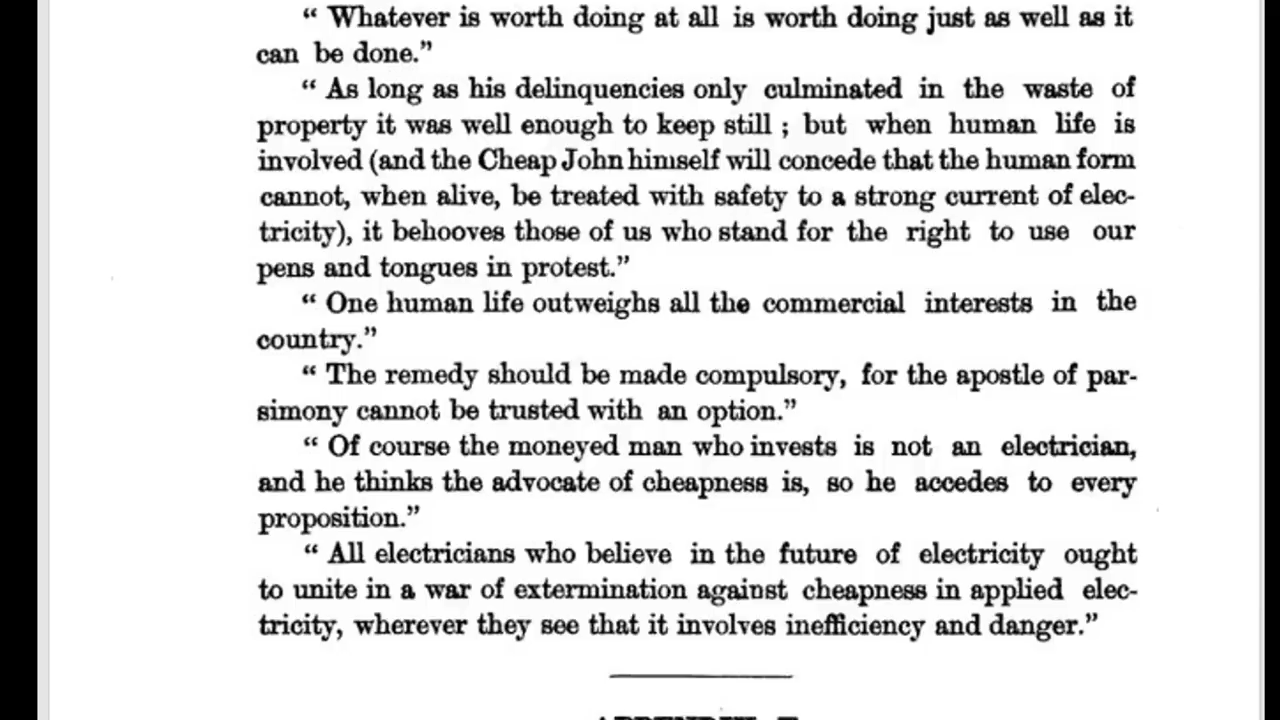 “ Whatever is worth doing at all is worth doing just as well as it
can be done.”
“ As long as his delinquencies only culminated in the waste of
property it was well enough to keep still ; but when human life is
involved (and the Cheap John himself will concede that the human form
cannot, when alive, be treated with safety to a strong current of elec-
tricity), it behooves those of us who stand for the right to use our
pens and tongues in protest.”
“ One human life outweighs all the commercial interests in the
country.”
“ The remedy should be made compulsory, for the apostle of par-
simony cannot be trusted with an option.”
“ Of course the moneyed man who invests is not an electrician,
and he thinks the advocate of cheapness is, so he accedes to every
proposition.”
“ All electricians who believe in the future of electricity ought
to unite in a war of extermination against cheapness in applied elec-
tricity, wherever they see that it involves inefficiency and danger.”